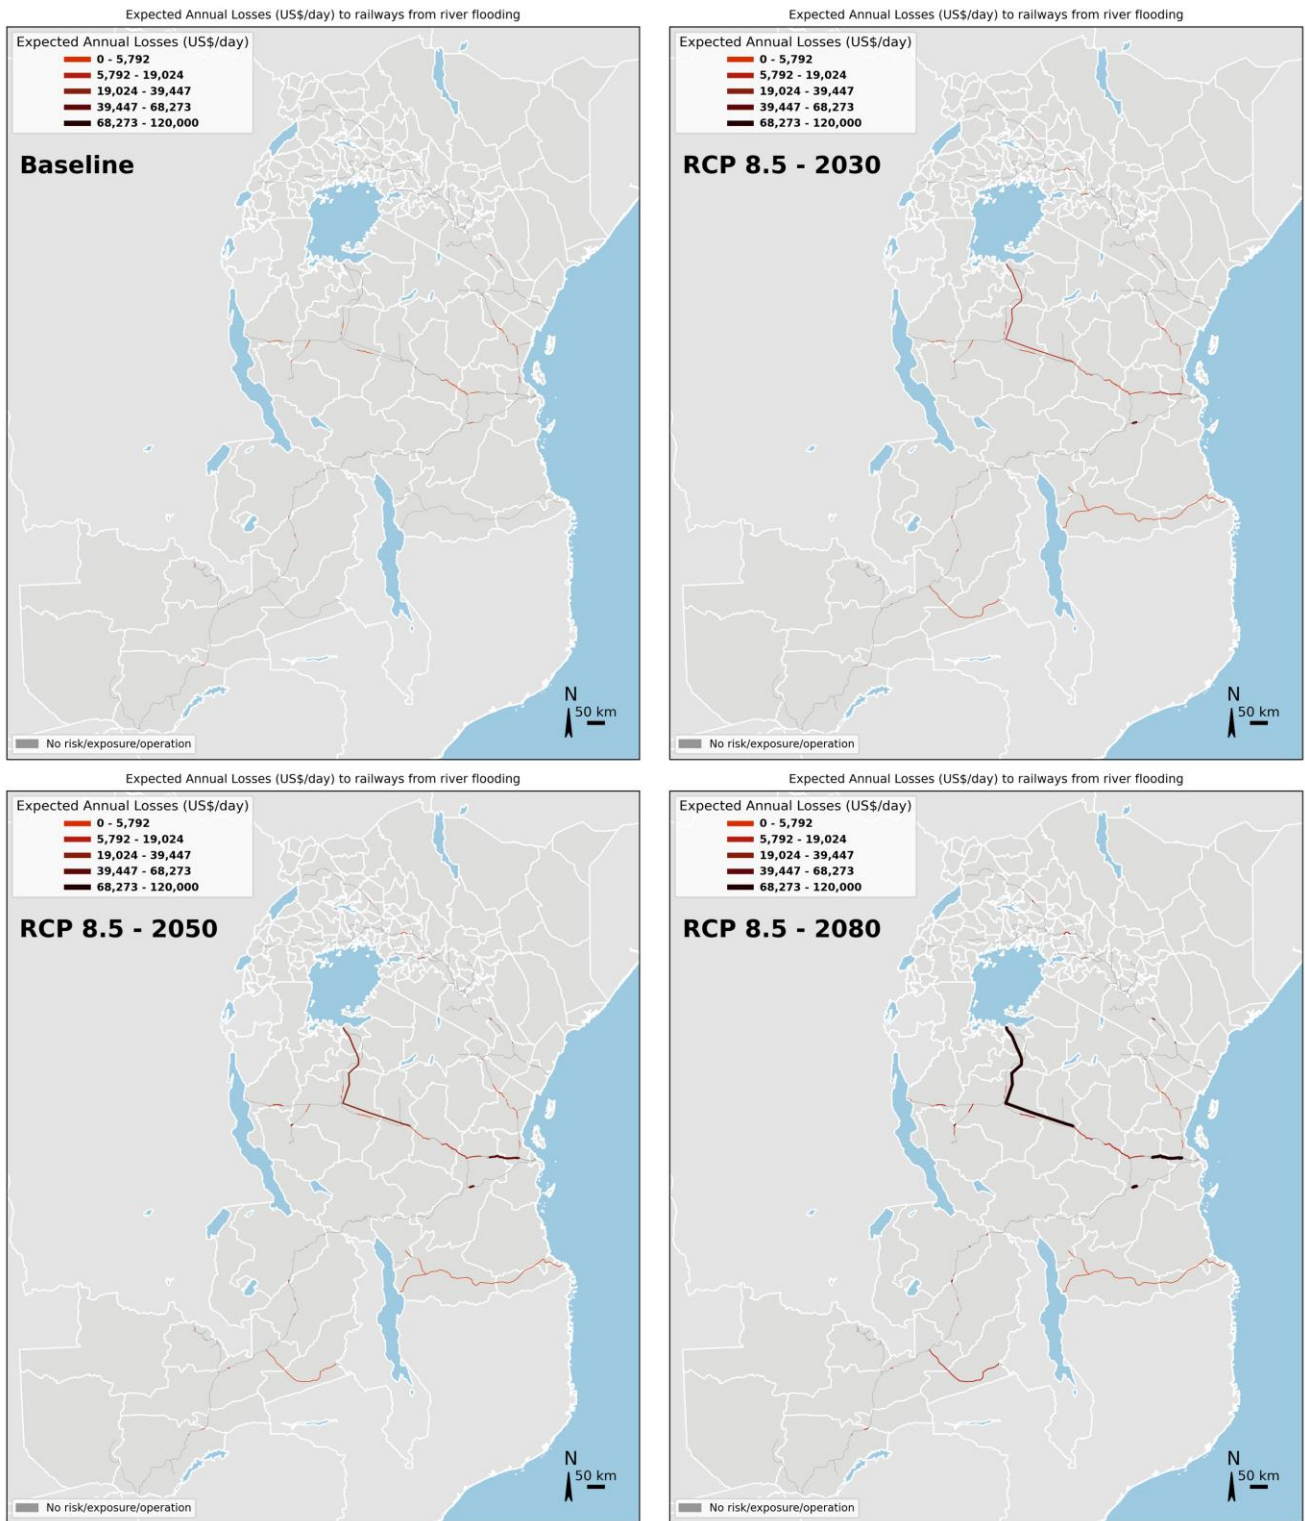 Expected Annual Losses (US$/day) to railways from river flooding
Expected Annual Losses (US$/day)
0 - 5,792
5,792 - 19,024
19,024 - 39,447
39,447 - 68,273
68,273 - 120,000
Baseline
N
50 km
No risk/exposure/operation
Expected Annual Losses (US$/day) to railways from river flooding
Expected Annual Losses (US$/day)
0 - 5,792
5,792 - 19,024
19,024 - 39,447
39,447 - 68,273
68,273 - 120,000
RCP 8.5 - 2030
N
50 km
No risk/exposure/operation
Expected Annual Losses (US$/day) to railways from river flooding
Expected Annual Losses (US$/day)
0 - 5,792
5,792 - 19,024
19,024 - 39,447
39,447 - 68,273
68,273 - 120,000
RCP 8.5 - 2050
N
50 km
No risk/exposure/operation
Expected Annual Losses (US$/day) to railways from river flooding
Expected Annual Losses (US$/day)
0 - 5,792
5,792 - 19,024
19,024 - 39,447
39,447 - 68,273
68,273 - 120,000
RCP 8.5 - 2080
N
50 km
No risk/exposure/operation